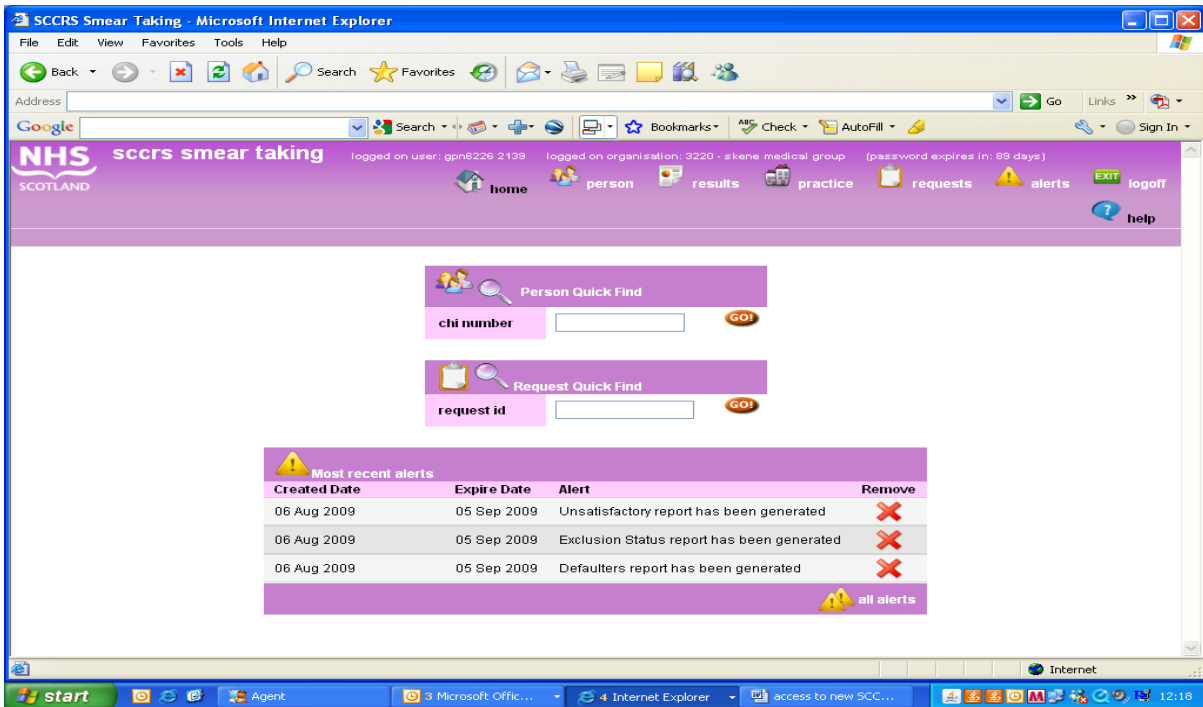 SCCRS Smear Taking - Microsoft Internet Explorer
File Edit View Favorites Tools Help
Back Search Favorites
Address Go Links »
Google Search Bookmarks ABC Check AutoFill Sign In
NHS SCOTLAND sccrs smear taking logged on user: gpn6226 2139 logged on organisation: 3220 - skene medical group (password expires in: 89 days)
home person results practice requests alerts EXIT logoff
help
Person Quick Find
chi number GO!
Request Quick Find
request id GO!
Most recent alerts
Created Date Expire Date Alert Remove
06 Aug 2009 05 Sep 2009 Unsatisfactory report has been generated
06 Aug 2009 05 Sep 2009 Exclusion Status report has been generated
06 Aug 2009 05 Sep 2009 Defaulters report has been generated
all alerts
Internet
start Agent 3 Microsoft Offic... 4 Internet Explorer access to new SCC... 12:18